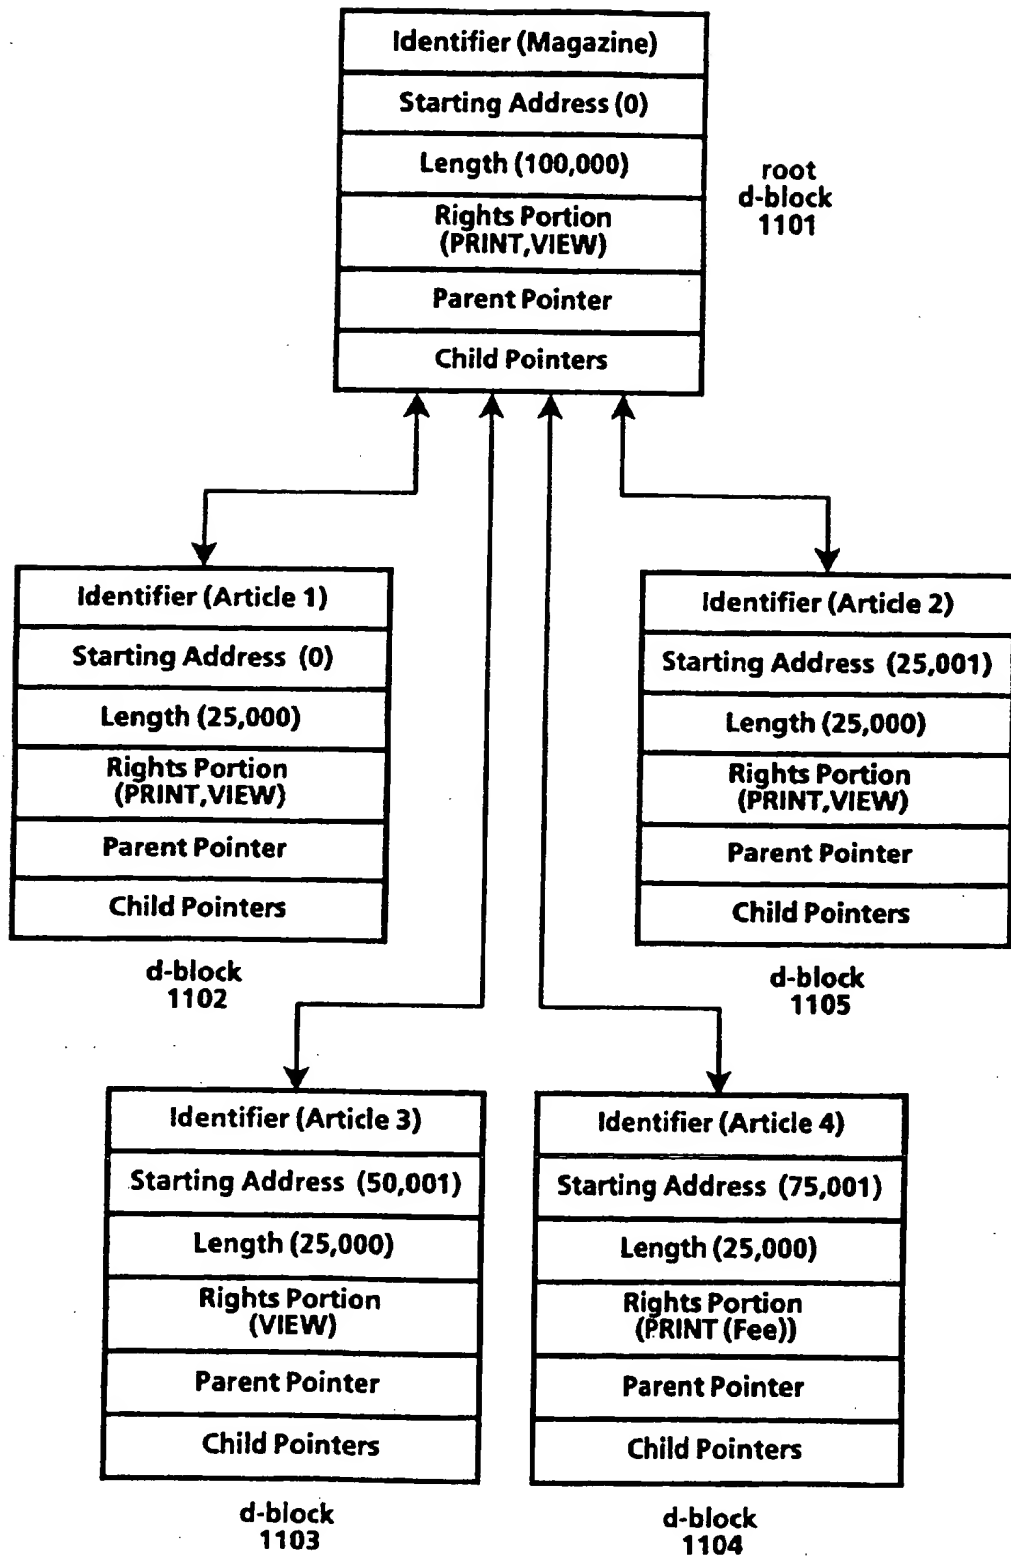 Identifier (Magazine)
Starting Address (0)
Length (100,000)
Rights Portion
(PRINT,VIEW)
Parent Pointer
Child Pointers
root
d-block
1101
Identifier (Article 1)
Starting Address (0)
Length (25,000)
Rights Portion
(PRINT,VIEW)
Parent Pointer
Child Pointers
d-block
1102
Identifier (Article 2)
Starting Address (25,001)
Length (25,000)
Rights Portion
(PRINT,VIEW)
Parent Pointer
Child Pointers
d-block
1105
Identifier (Article 3)
Starting Address (50,001)
Length (25,000)
Rights Portion
(VIEW)
Parent Pointer
Child Pointers
d-block
1103
Identifier (Article 4)
Starting Address (75,001)
Length (25,000)
Rights Portion
(PRINT (Fee))
Parent Pointer
Child Pointers
d-block
1104